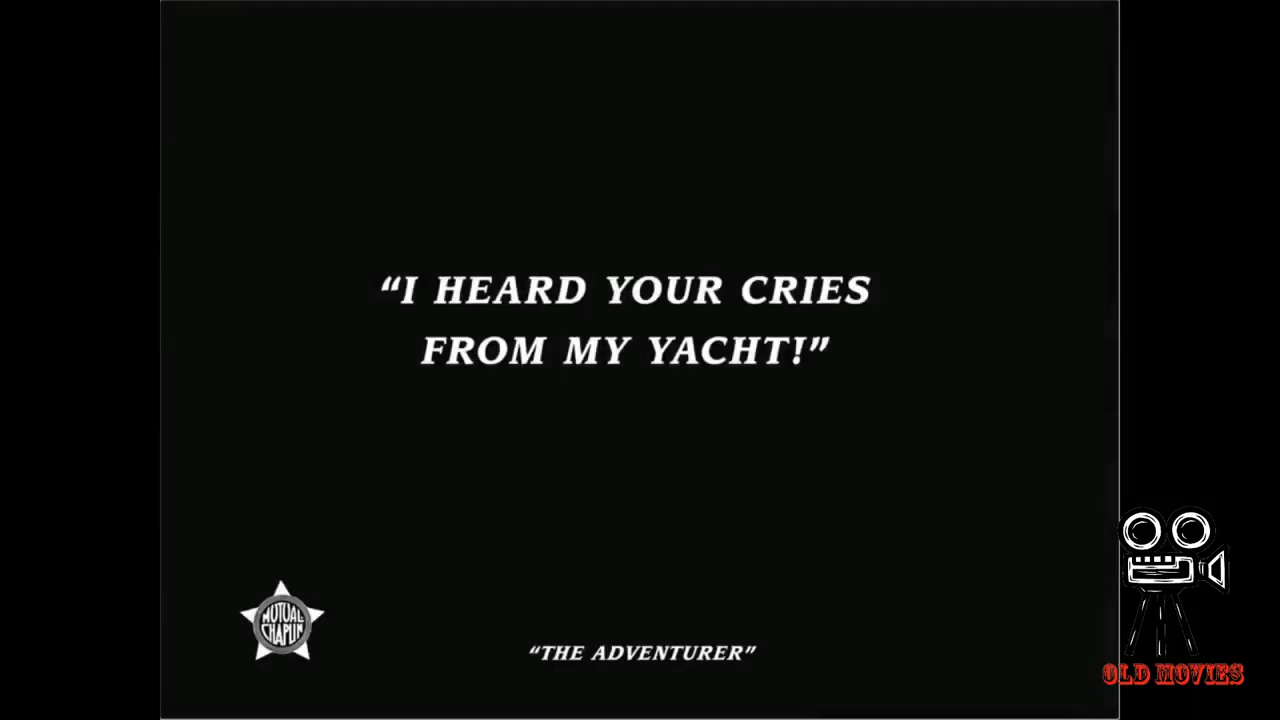 “I HEARD YOUR CRIES
FROM MY YACHT!”
MUTUAL
CHAPLIN
“THE ADVENTURER”
OLD MOVIES